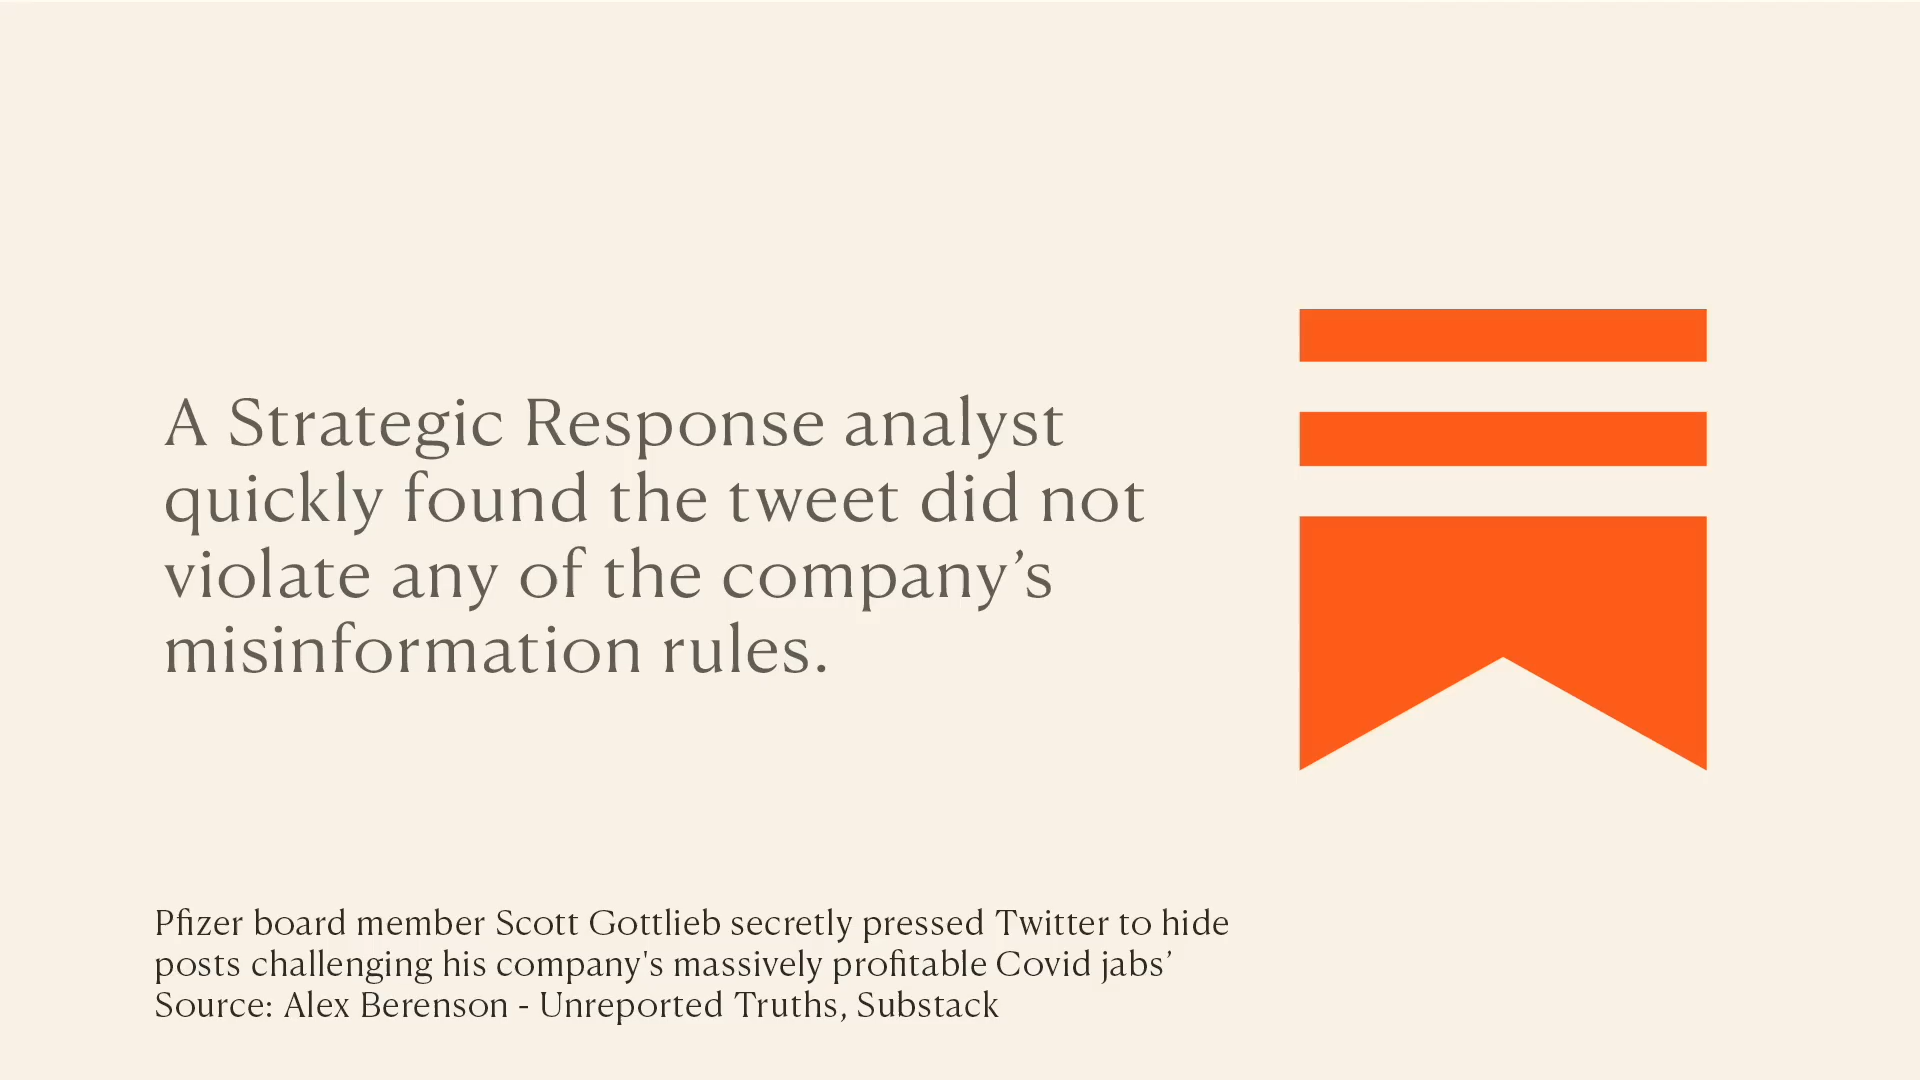 A Strategic Response analyst
quickly found the tweet did not
violate any of the company’s
misinformation rules.
Pfizer board member Scott Gottlieb secretly pressed Twitter to hide
posts challenging his company's massively profitable Covid jabs’
Source: Alex Berenson - Unreported Truths, Substack